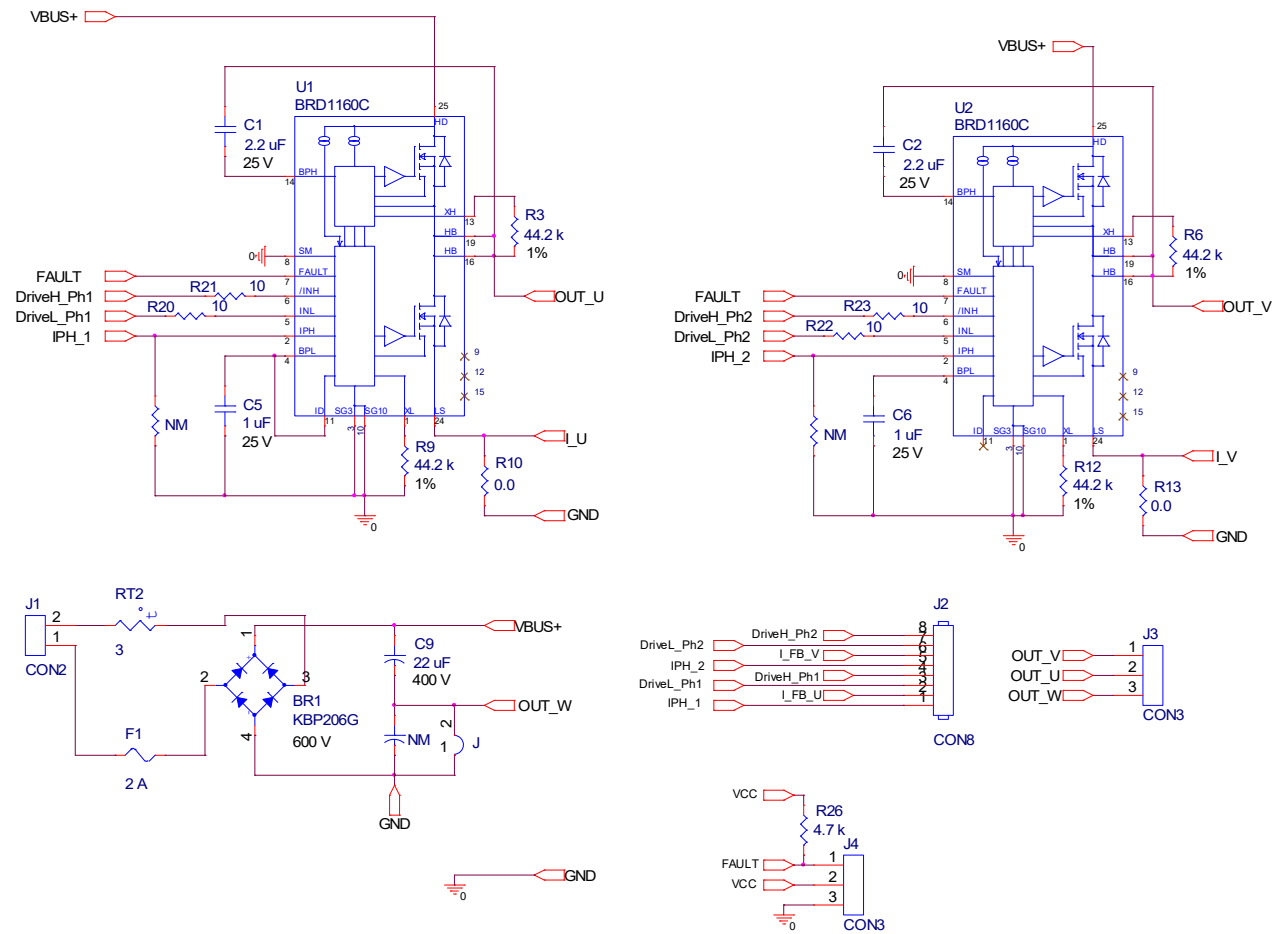 VBUS+
VBUS+
U1
BRD1160C
U2
BRD1160C
25
HD
C1
2.2 uF
25 V
BPH
14
XH
13
R3
44.2 k
1%
HB
19
HB
16
SM
8
0
FAULT
FAULT
7
DriveH_Ph1
R21
10
/INH
6
OUT_U
DriveL_Ph1
R20
10
INL
5
IPH_1
IPH
2
BPL
4
9
12
15
NM
C5
1 uF
25 V
ID
11
SG3
3
SG10
10
XL
1
LS
24
I_U
R9
44.2 k
1%
R10
0.0
GND
0
25
HD
C2
2.2 uF
25 V
BPH
14
XH
13
R6
44.2 k
1%
HB
19
HB
16
SM
8
0
FAULT
FAULT
7
DriveH_Ph2
R23
10
/INH
6
OUT_V
DriveL_Ph2
R22
10
INL
5
IPH_2
IPH
2
BPL
4
9
12
15
NM
C6
1 uF
25 V
ID
11
SG3
3
SG10
10
XL
1
LS
24
I_V
R12
44.2 k
1%
R13
0.0
GND
0
J1
2
1
CON2
RT2
t
3
F1
2 A
1
2
3
4
BR1
KBP206G
600 V
VBUS+
C9
22 uF
400 V
OUT_W
NM
2
1
J
GND
GND
0
J2
DriveH_Ph2
8
DriveL_Ph2
7
I_FB_V
6
IPH_2
5
DriveH_Ph1
4
DriveL_Ph1
3
I_FB_U
2
IPH_1
1
CON8
J3
OUT_V
1
OUT_U
2
OUT_W
3
CON3
VCC
R26
4.7 k
J4
FAULT
1
VCC
2
3
0
CON3